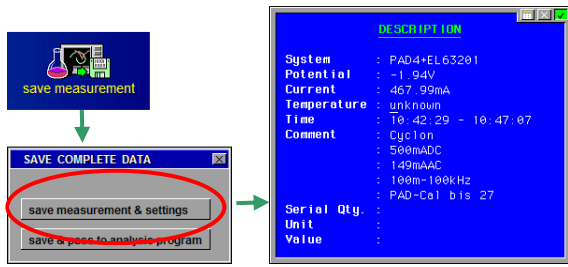 save measurement
SAVE COMPLETE DATA
save measurement & settings
save & pass to analysis program
DESCRIPTION
System : PAD4+EL63201
Potential : -1.94V
Current : 467.99mA
Temperature : unknown
Time : 10:42:29 - 10:47:07
Comment : Cyclon
: 500mADC
: 149mAAC
: 100m-100kHz
: PAD-Cal bis 27
Serial Qty. :
Unit :
Value :